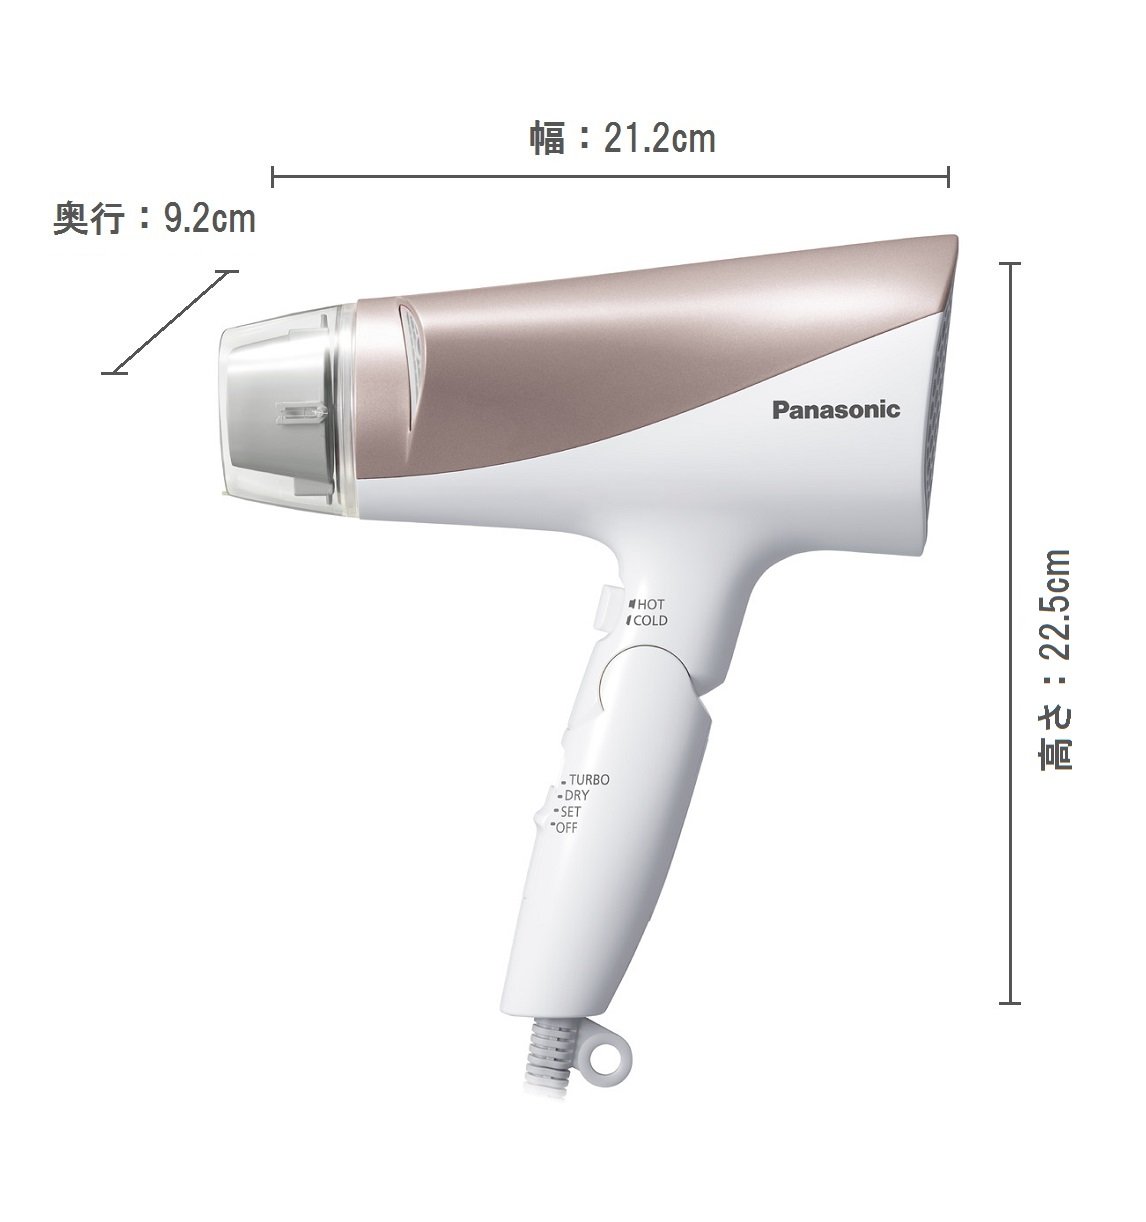 幅：21.2cm
奥行：9.2cm
Panasonic
HOT
COLD
高さ：22.5cm
TURBO
DRY
SET
OFF